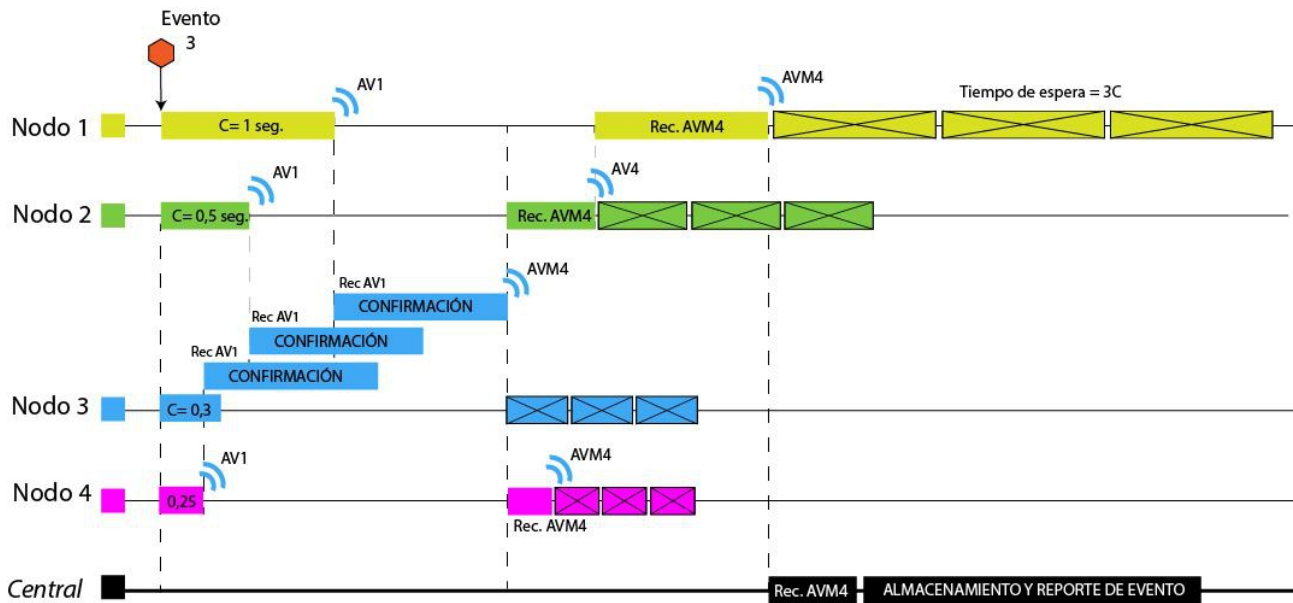 Evento
3
AV1
AVM4
Tiempo de espera = 3C
Nodo 1
C= 1 seg.
Rec. AVM4
AV1
AV4
Nodo 2
C= 0,5 seg.
Rec. AVM4
AVM4
Rec AV1
CONFIRMACIÓN
Rec AV1
CONFIRMACIÓN
Rec AV1
CONFIRMACIÓN
Nodo 3
C= 0,3
AV1
AVM4
Nodo 4
0,25
Rec. AVM4
Central
Rec. AVM4
ALMACENAMIENTO Y REPORTE DE EVENTO